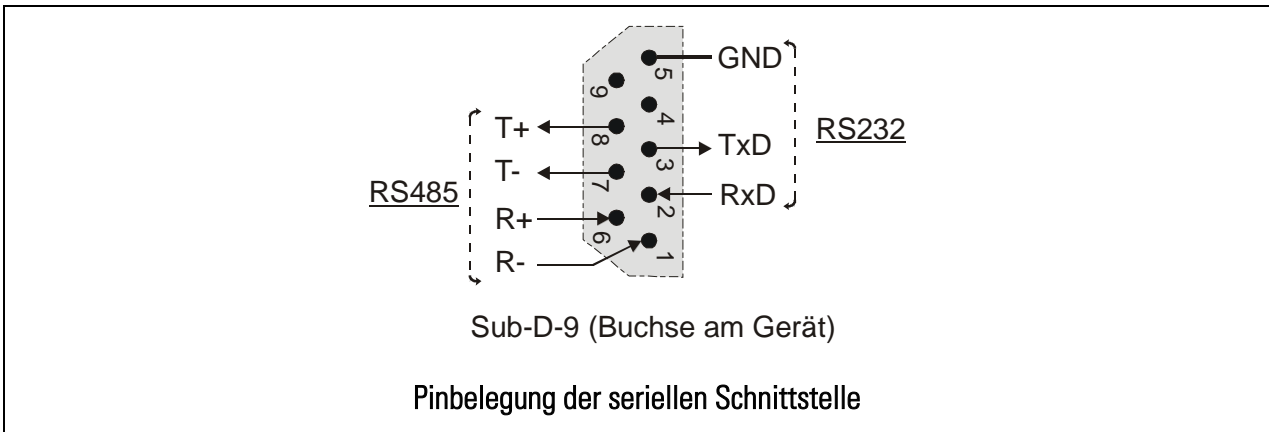 GND
5
9
4
T+
8
TxD
3
RS232
T-
7
RS485
RxD
2
R+
6
R-
1
Sub-D-9 (Buchse am Gerät)
Pinbelegung der seriellen Schnittstelle